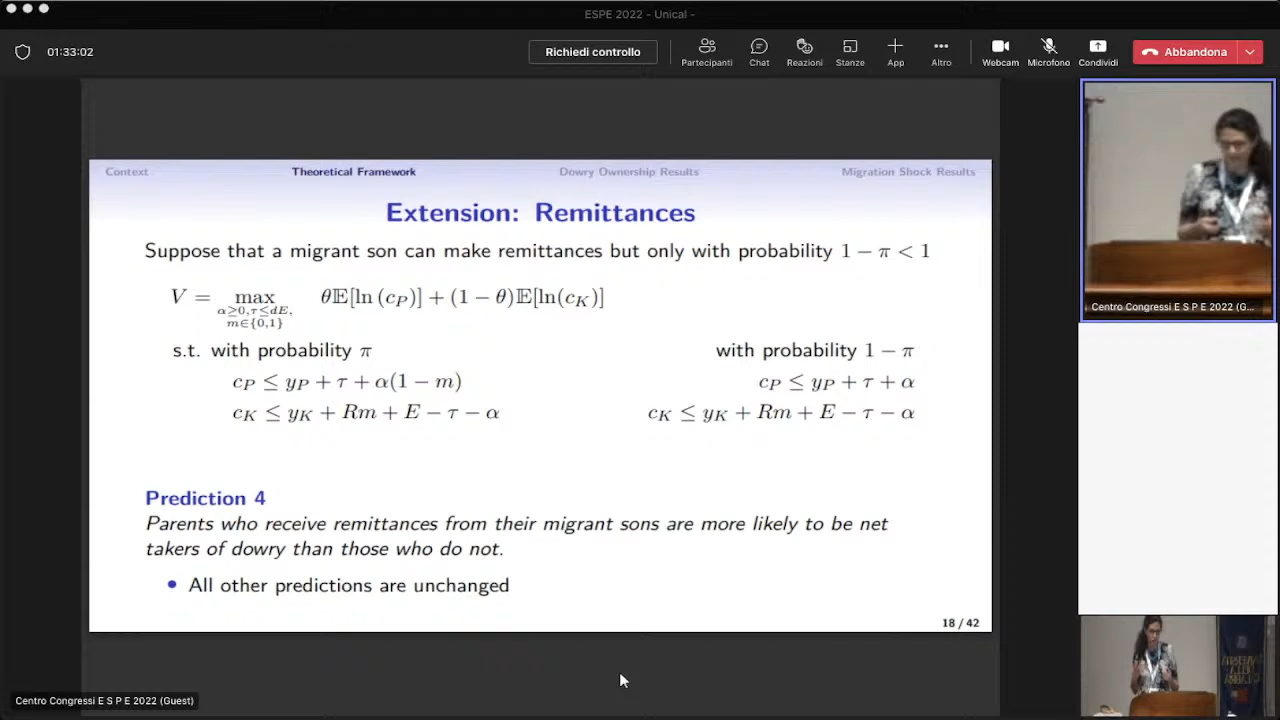 ESPE 2022 - Unical -
01:33:02
Richiedi controllo
Partecipanti
Chat
Reazioni
Stanze
App
Altro
Webcam
Microfono
Condividi
Abbandona
Context
Theoretical Framework
Dowry Ownership Results
Migration Shock Results
Extension: Remittances
Suppose that a migrant son can make remittances but only with probability 1 − π < 1
V = max θ𝔼[ln (c_P)] + (1 − θ)𝔼[ln(c_K)]
α≥0,τ≤dE,
m∈{0,1}
s.t. with probability π
with probability 1 − π
c_P ≤ y_P + τ + α(1 − m)
c_P ≤ y_P + τ + α
c_K ≤ y_K + Rm + E − τ − α
c_K ≤ y_K + Rm + E − τ − α
Prediction 4
Parents who receive remittances from their migrant sons are more likely to be net
takers of dowry than those who do not.
• All other predictions are unchanged
18 / 42
Centro Congressi E S P E 2022 (G...
Centro Congressi E S P E 2022 (Guest)